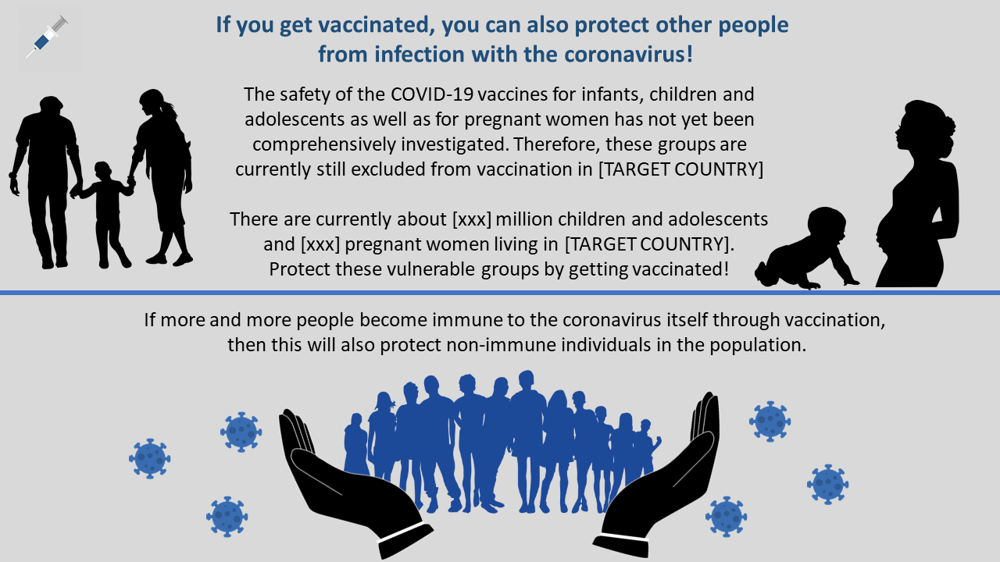 If you get vaccinated, you can also protect other people
from infection with the coronavirus!
The safety of the COVID-19 vaccines for infants, children and
adolescents as well as for pregnant women has not yet been
comprehensively investigated. Therefore, these groups are
currently still excluded from vaccination in [TARGET COUNTRY]
There are currently about [xxx] million children and adolescents
and [xxx] pregnant women living in [TARGET COUNTRY].
Protect these vulnerable groups by getting vaccinated!
If more and more people become immune to the coronavirus itself through vaccination,
then this will also protect non-immune individuals in the population.